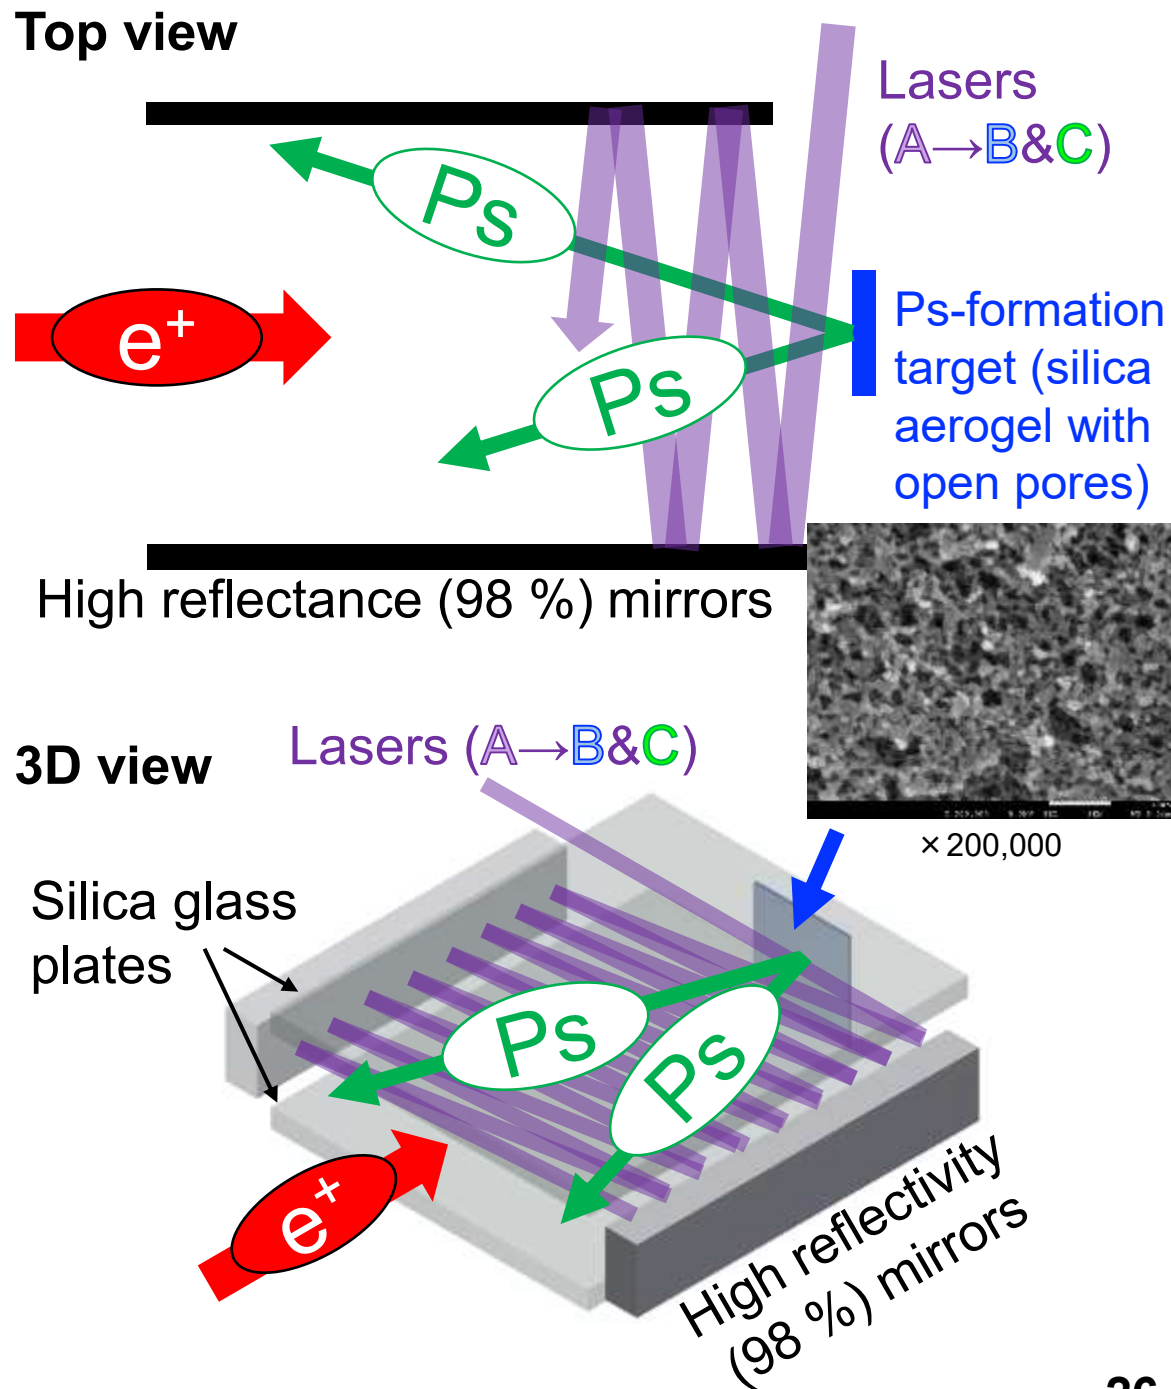 Top view
Lasers
(A→B&C)
Ps
e⁺
Ps
Ps-formation
target (silica
aerogel with
open pores)
High reflectance (98 %) mirrors
3D view
Lasers (A→B&C)
×200,000
Silica glass
plates
Ps
Ps
e⁺
High reflectivity
(98 %) mirrors